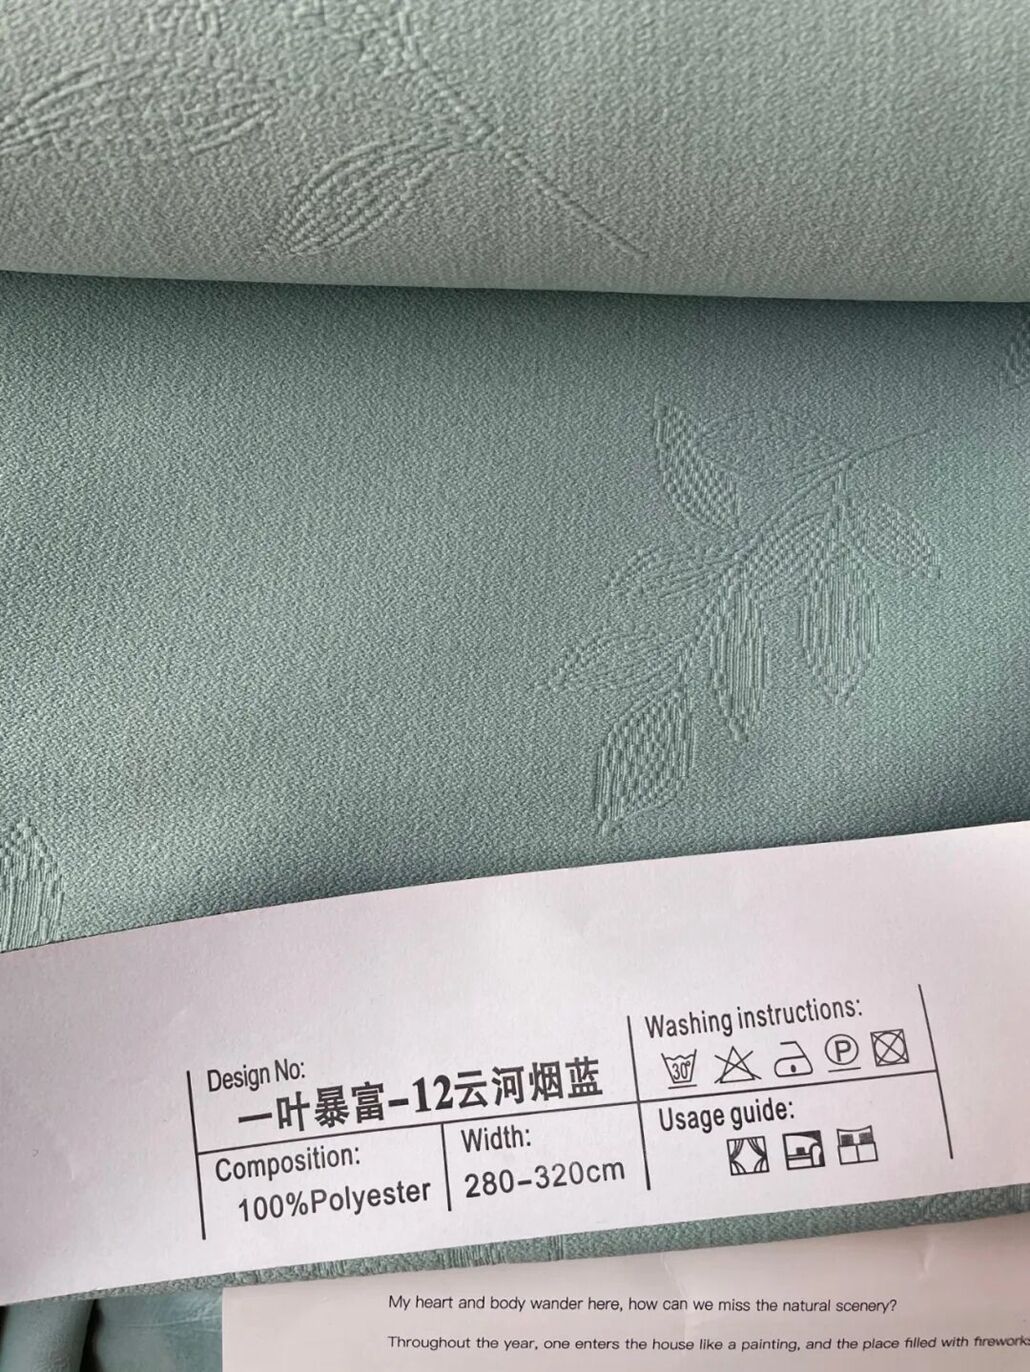 Design No:
一叶暴富-12云河烟蓝
Composition:
100%Polyester
Width:
280-320cm
Washing instructions:
30°
P
Usage guide:
My heart and body wander here, how can we miss the natural scenery?
Throughout the year, one enters the house like a painting, and the place filled with firework